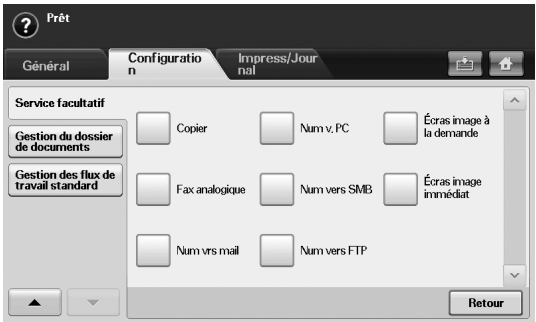 Prêt
Général
Configuratio
n
Impress/Jour
nal
Service facultatif
Gestion du dossier
de documents
Gestion des flux de
travail standard
Copier
Num v. PC
Écras image à
la demande
Fax analogique
Num vers SMB
Écras image
immédiat
Num vrs mail
Num vers FTP
Retour